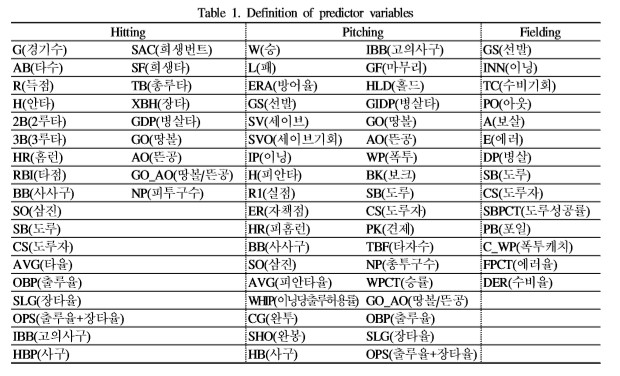 Table 1. Definition of predictor variables
Hitting Pitching Fielding
G(경기수) SAC(희생번트) W(승) IBB(고의사구) GS(선발)
AB(타수) SF(희생타) L(패) GF(마무리) INN(이닝)
R(득점) TB(총루타) ERA(방어율) HLD(홀드) TC(수비기회)
H(안타) XBH(장타) GS(선발) GIDP(병살타) PO(아웃)
2B(2루타) GDP(병살타) SV(세이브) GO(땅볼) A(보살)
3B(3루타) GO(땅볼) SVO(세이브기회) AO(뜬공) E(에러)
HR(홈런) AO(뜬공) IP(이닝) WP(폭투) DP(병살)
RBI(타점) GO_AO(땅볼/뜬공) H(피안타) BK(보크) SB(도루)
BB(사사구) NP(피투구수) R1(실점) SB(도루) CS(도루자)
SO(삼진) ER(자책점) CS(도루자) SBPCT(도루성공률)
SB(도루) HR(피홈런) PK(견제) PB(포일)
CS(도루자) BB(사사구) TBF(타자수) C_WP(폭투캐치)
AVG(타율) SO(삼진) NP(총투구수) FPCT(에러율)
OBP(출루율) AVG(피안타율) WPCT(승률) DER(수비율)
SLG(장타율) WHIP(이닝당출루허용률) GO_AO(땅볼/뜬공)
OPS(출루율+장타율) CG(완투) OBP(출루율)
IBB(고의사구) SHO(완봉) SLG(장타율)
HBP(사구) HB(사구) OPS(출루율+장타율)